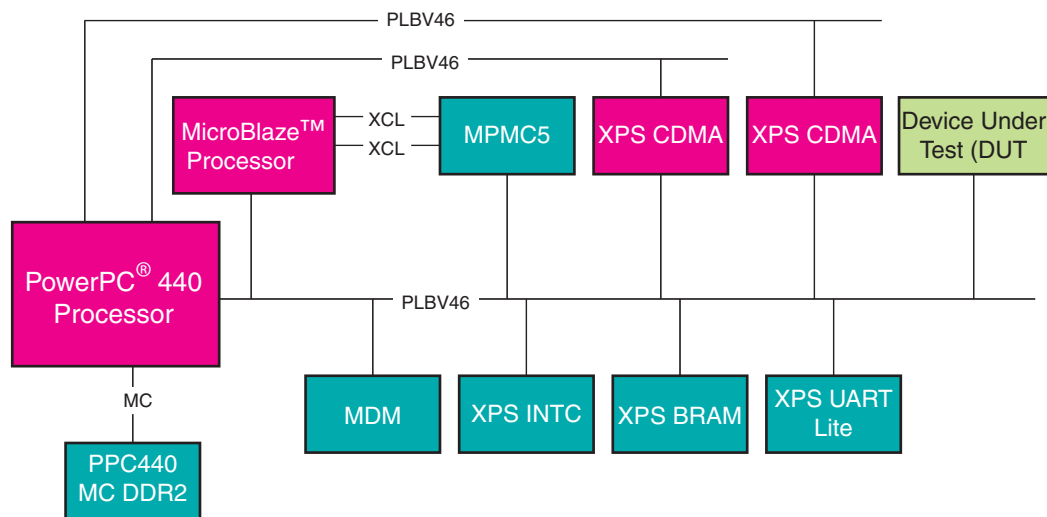 PLBV46
PLBV46
MicroBlaze™
Processor
XCL
XCL
MPMC5
XPS CDMA
XPS CDMA
Device Under
Test (DUT
PowerPC® 440
Processor
PLBV46
MC
MDM
XPS INTC
XPS BRAM
XPS UART
Lite
PPC440
MC DDR2